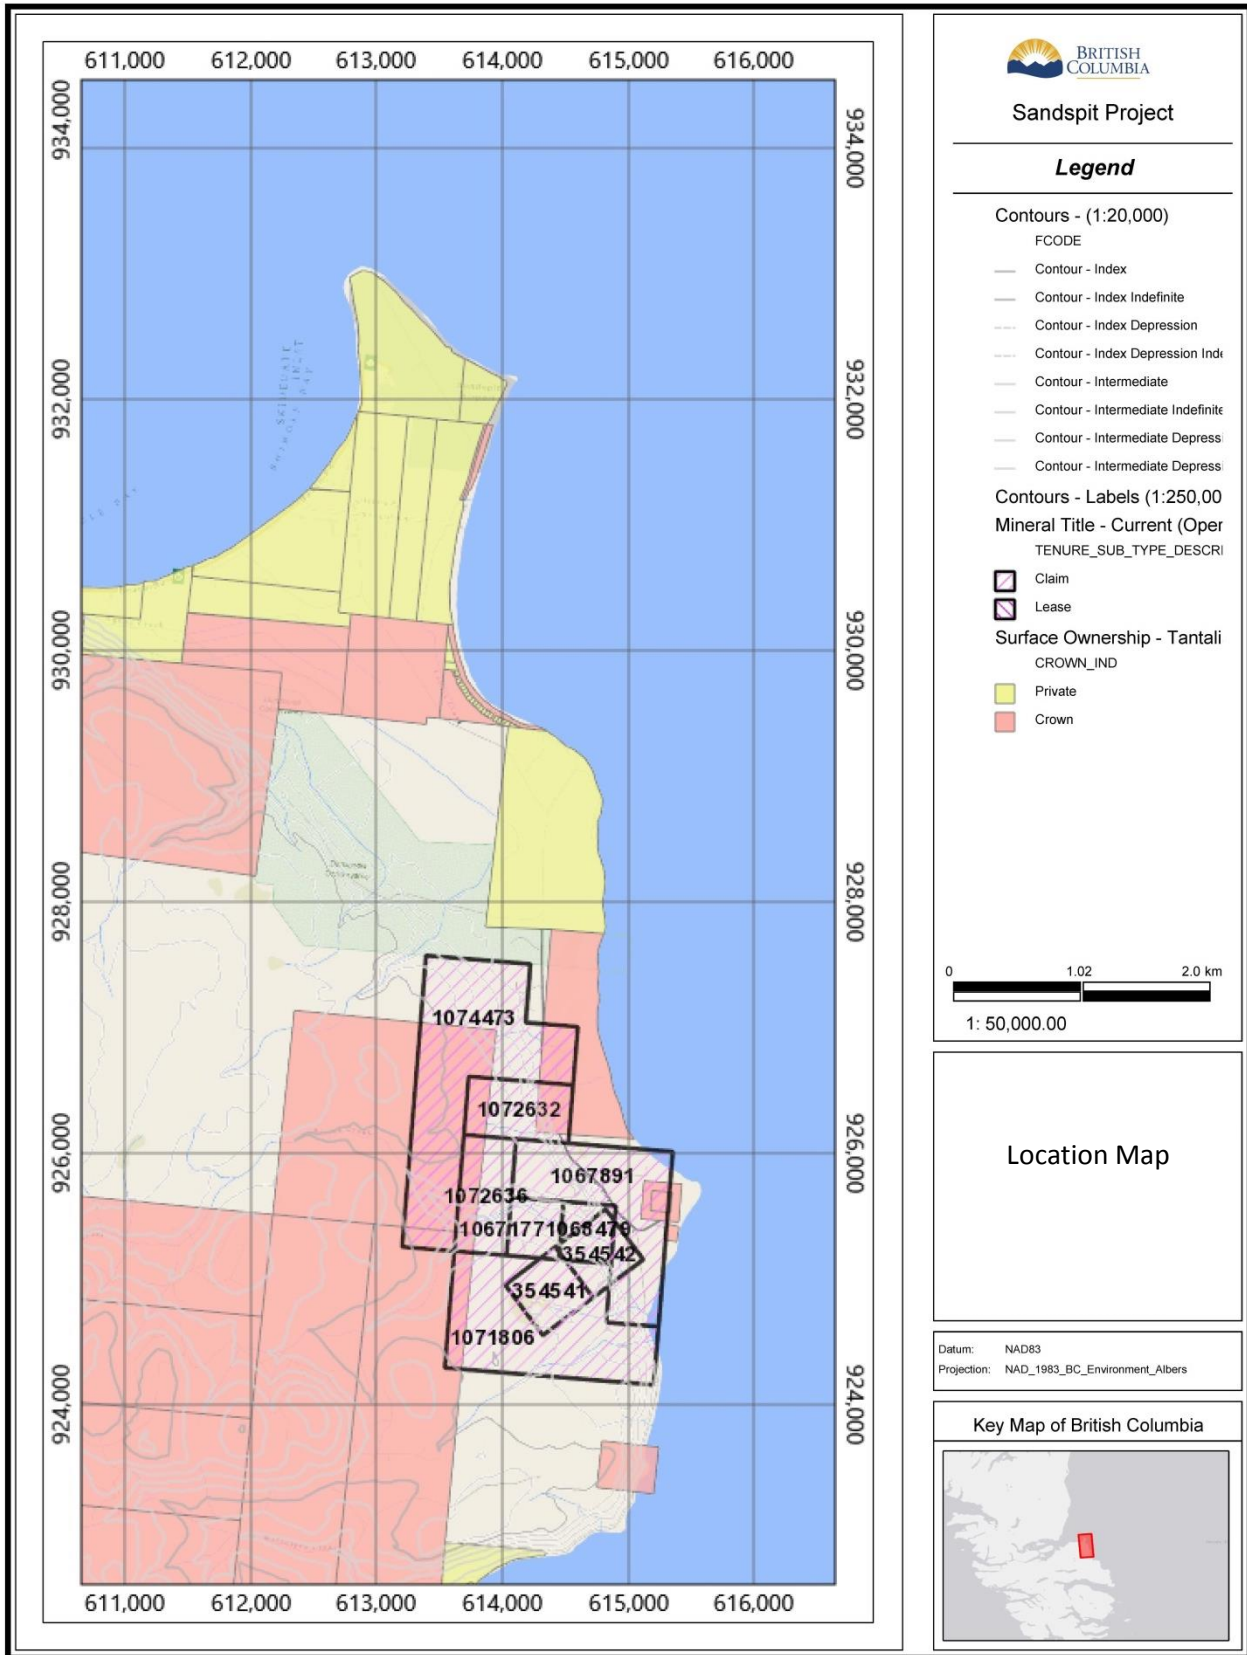 611,000 612,000 613,000 614,000 615,000 616,000
934,000 934,000
932,000 932,000
930,000 930,000
928,000 928,000
926,000 926,000
924,000 924,000
1074473
1072632
1067891
1072636
354542
354541
1071806
611,000 612,000 613,000 614,000 615,000 616,000
BRITISH
COLUMBIA
Sandspit Project
Legend
Contours - (1:20,000)
FCODE
Contour - Index
Contour - Index Indefinite
Contour - Index Depression
Contour - Index Depression Inde
Contour - Intermediate
Contour - Intermediate Indefinite
Contour - Intermediate Depress
Contour - Intermediate Depress
Contours - Labels (1:250,00
Mineral Title - Current (Oper
TENURE_SUB_TYPE_DESCRI
Claim
Lease
Surface Ownership - Tantali
CROWN_IND
Private
Crown
0 1.02 2.0 km
1: 50,000.00
Location Map
Datum: NAD83
Projection: NAD_1983_BC_Environment_Albers
Key Map of British Columbia